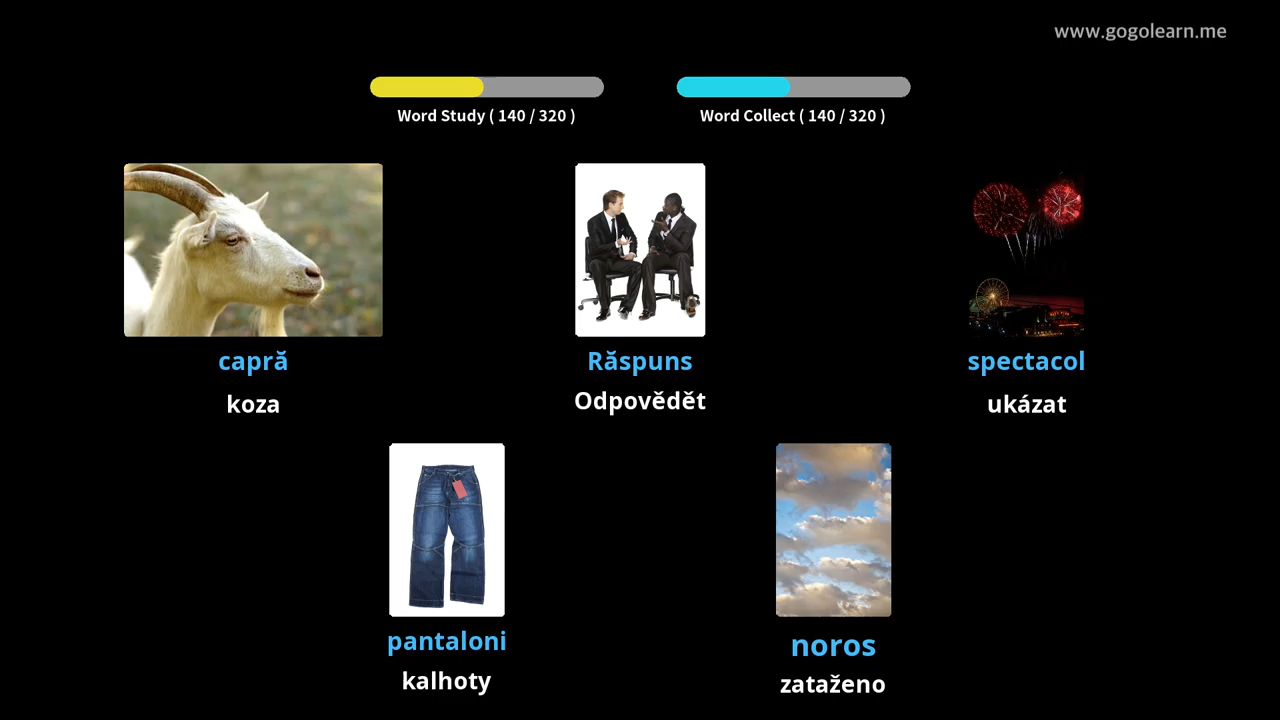 www.gogolearn.me
Word Study ( 140 / 320 )
Word Collect ( 140 / 320 )
capră
koza
Răspuns
Odpovědět
spectacol
ukázat
pantaloni
kalhoty
noros
zataženo